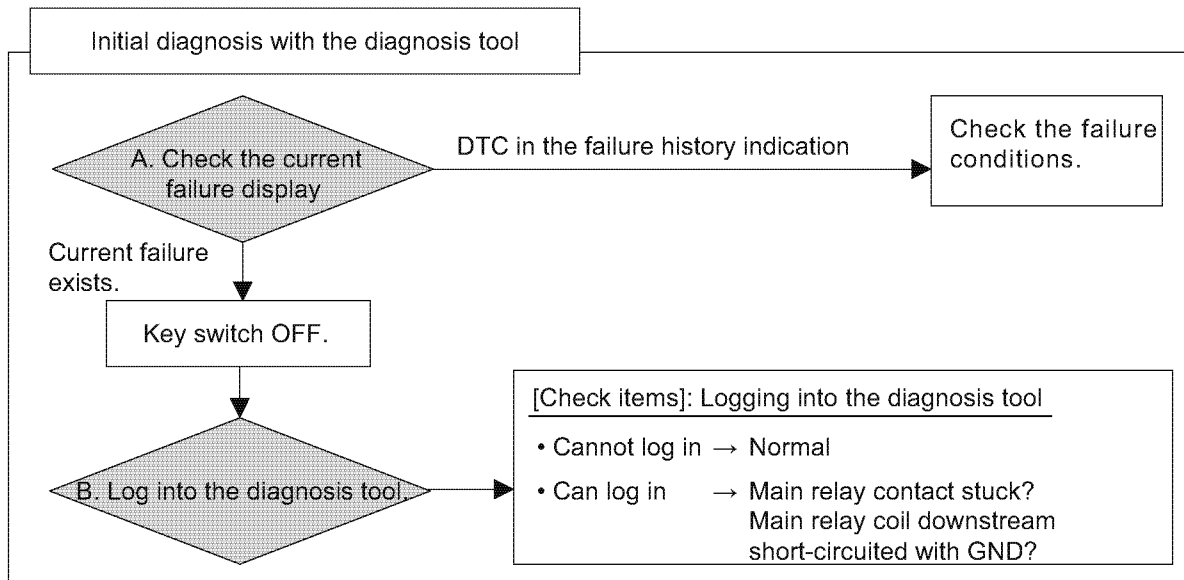 Initial diagnosis with the diagnosis tool
A. Check the current
failure display
DTC in the failure history indication
Check the failure
conditions.
Current failure
exists.
Key switch OFF.
B. Log into the diagnosis tool.
[Check items]: Logging into the diagnosis tool
• Cannot log in → Normal
• Can log in → Main relay contact stuck?
Main relay coil downstream
short-circuited with GND?